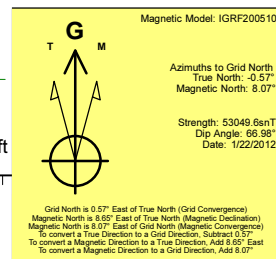 Magnetic Model: IGRF200510
G
T M
Azimuths to Grid North
True North: -0.57°
Magnetic North: 8.07°
Strength: 53049.6snT
Dip Angle: 66.98°
Date: 1/22/2012
ft
Grid North is 0.57° East of True North (Grid Convergence)
Magnetic North is 8.65° East of True North (Magnetic Declination)
Magnetic North is 8.07° East of Grid North (Magnetic Convergence)
To convert a True Direction to a Grid Direction, Subtract 0.57°
To convert a Magnetic Direction to a True Direction, Add 8.65° East
To convert a Magnetic Direction to a Grid Direction, Add 8.07°